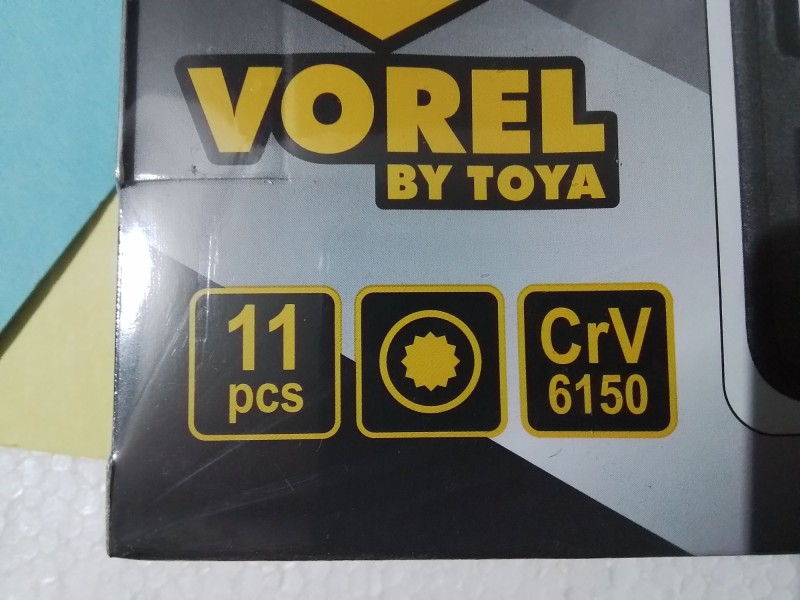 VOREL
BY TOYA
11
pcs
CrV
6150